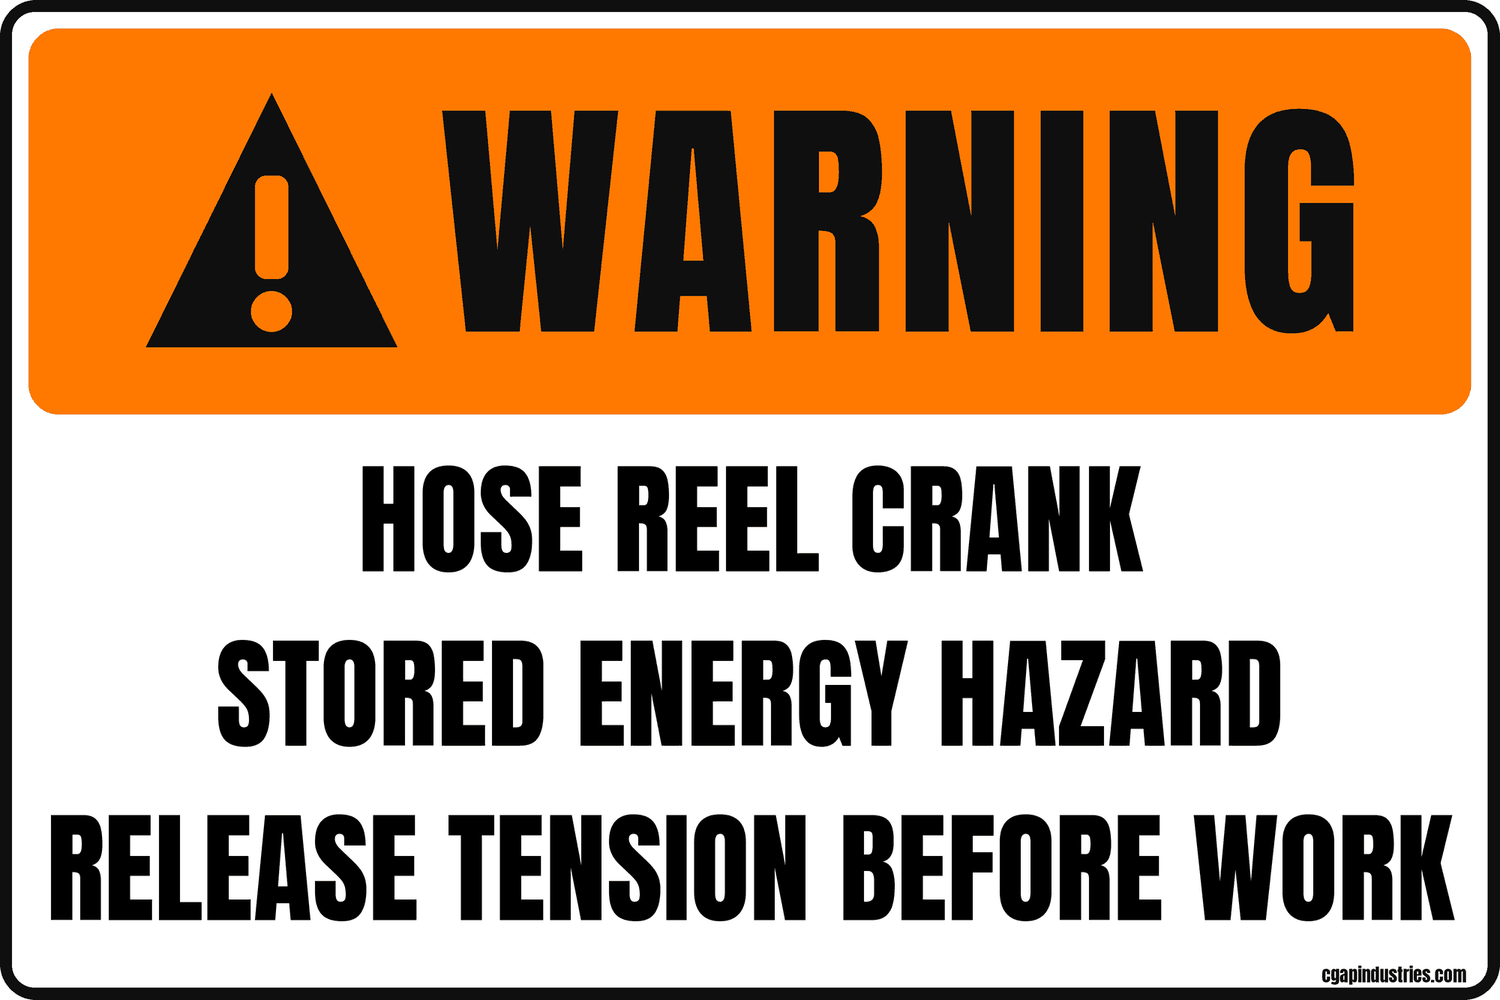 WARNING
HOSE REEL CRANK
STORED ENERGY HAZARD
RELEASE TENSION BEFORE WORK
cgapindustries.com